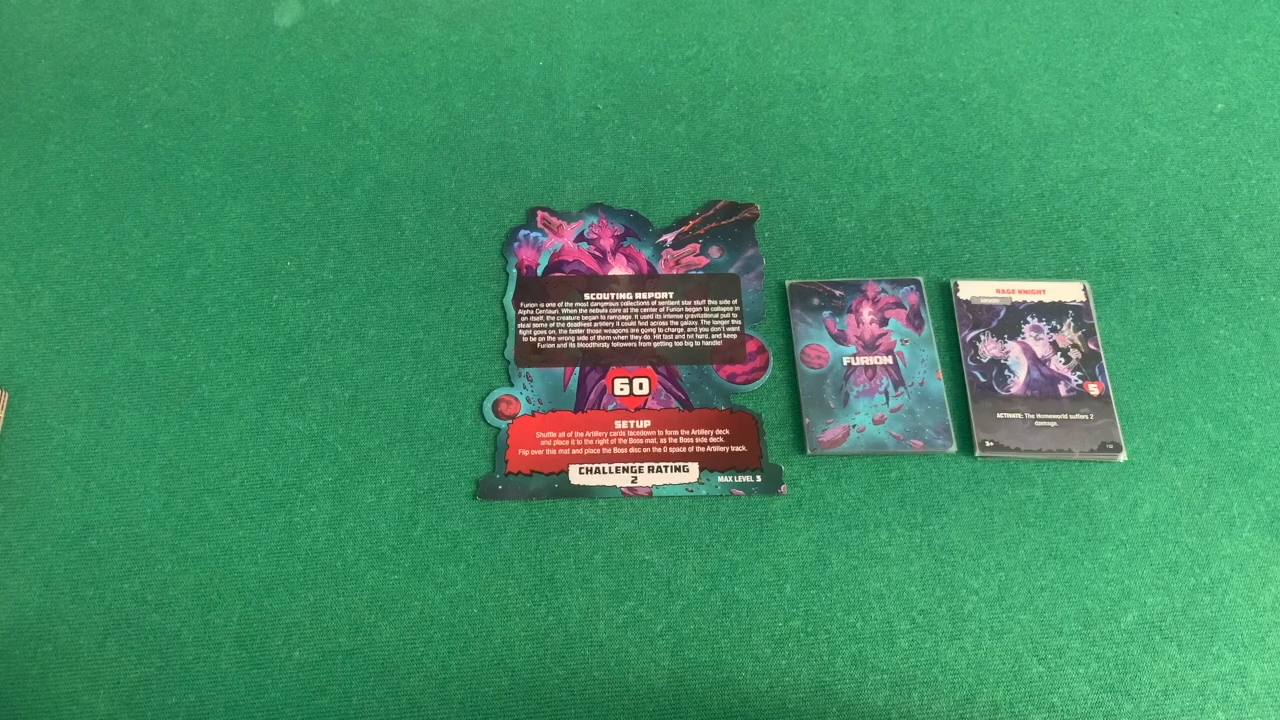 SCOUTING REPORT
Furion is one of the most dangerous collections of sentient star stuff this side of
Alpha Centauri. When the nebula core at the center of Furion began to collapse in
on itself, the creature began to rampage. It used its intense gravitational pull to
steal some of the deadliest artillery it could find across the galaxy. The longer this
fight goes on, the faster those weapons are going to charge, and you don't want
to be on the wrong side of them when they do. Hit fast and hit hard, and keep
Furion and its bloodthirsty followers from getting too big to handle!
60
SETUP
Shuffle all of the Artillery cards facedown to form the Artillery deck
and place it to the right of the Boss mat, as the Boss side deck.
Flip over this mat and place the Boss disc on the 0 space of the Artillery track.
CHALLENGE RATING
2
MAX LEVEL 3
FURION
RAGE KNIGHT
5
ACTIVATE: The Homeworld suffers 2
damage.
3+